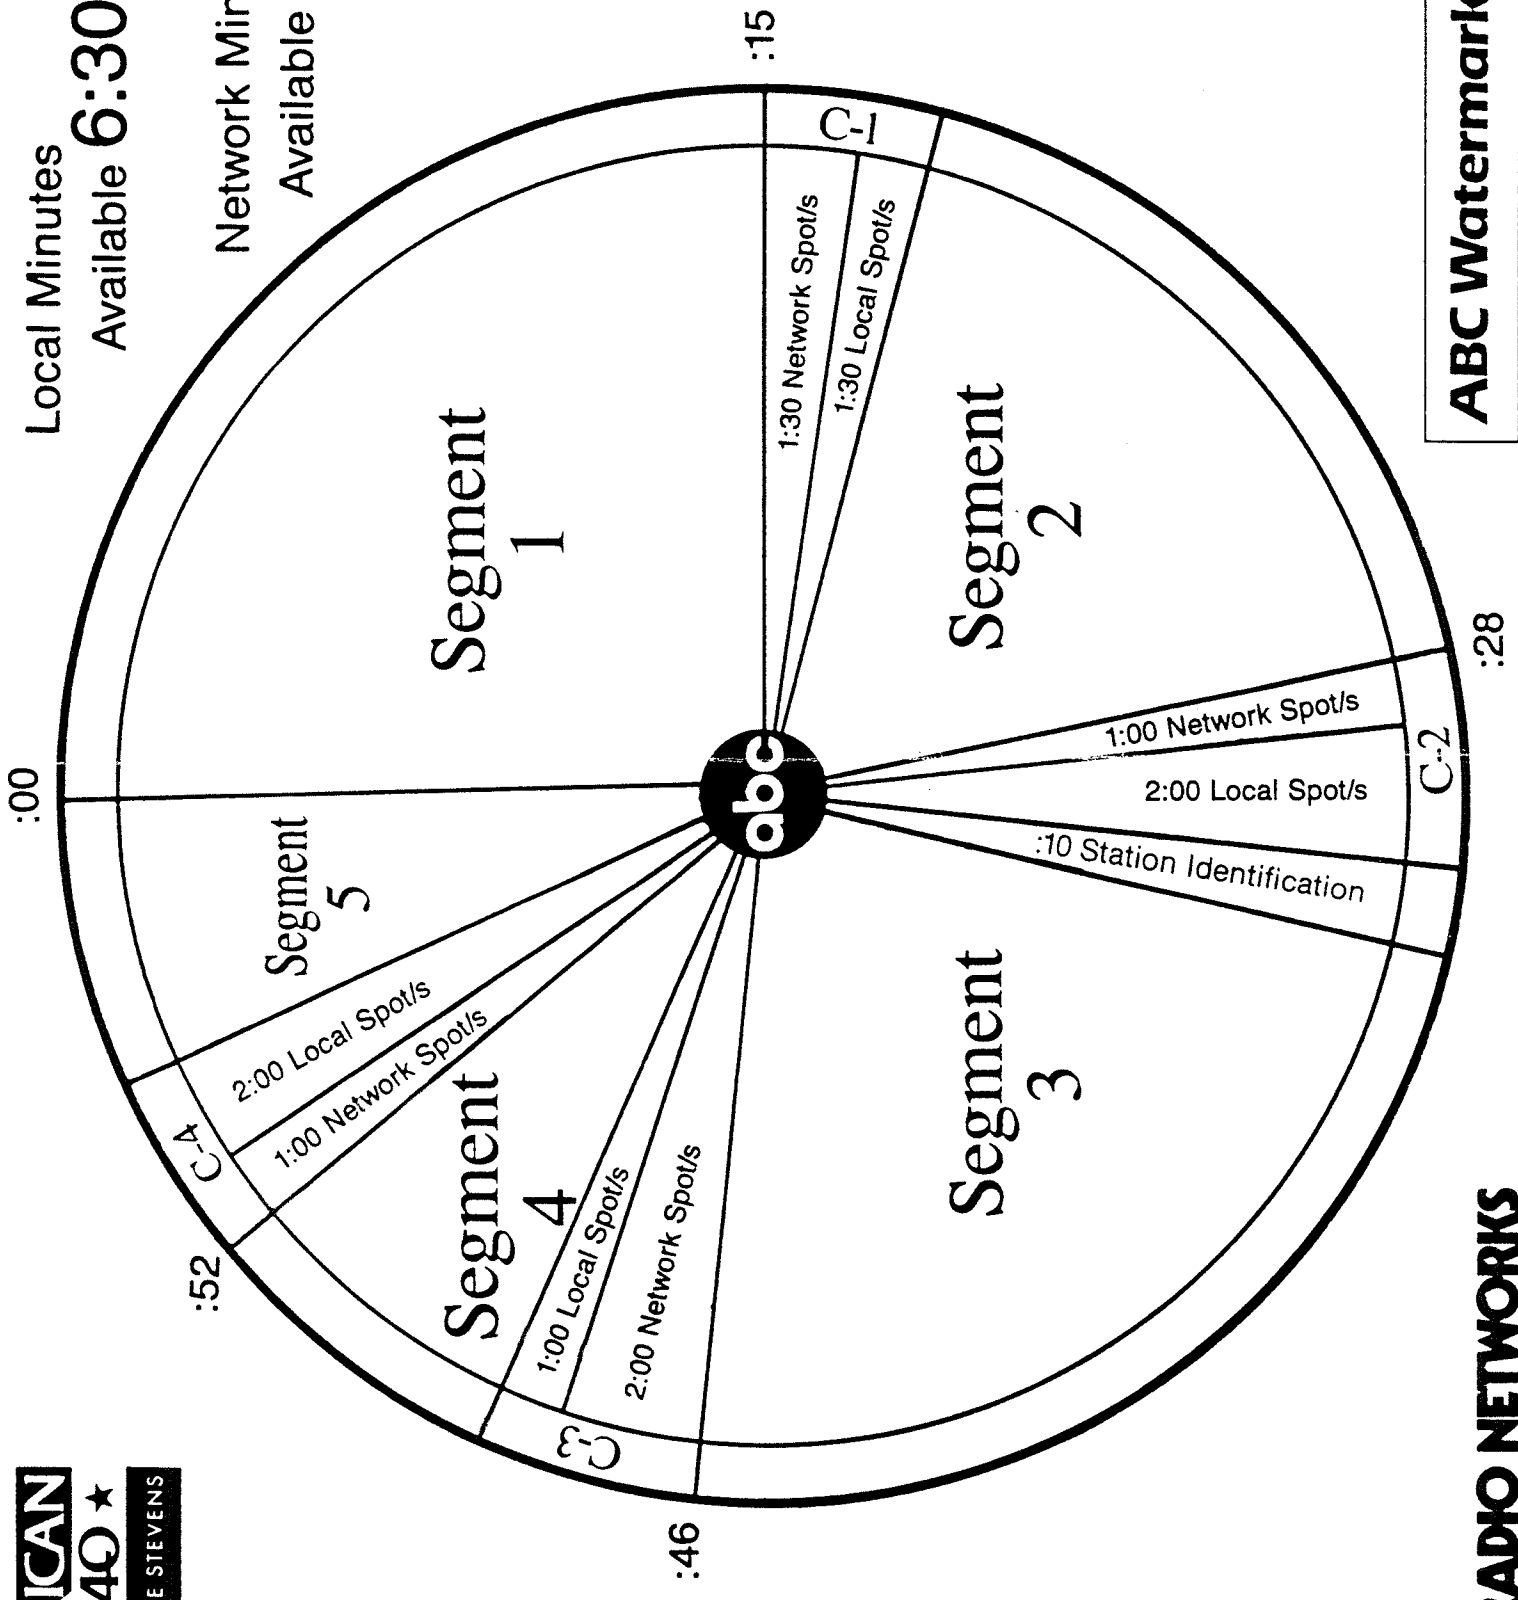 ICAN
40 ★
E STEVENS
Local Minutes
Available 6:30
Network Min
Available
:00
Segment
1
:15
C-1
1:30 Network Spot/s
1:30 Local Spot/s
Segment
2
:28
C-2
1:00 Network Spot/s
2:00 Local Spot/s
:10 Station Identification
Segment
3
:46
C-3
2:00 Network Spot/s
1:00 Local Spot/s
Segment
4
:52
C-4
1:00 Network Spot/s
2:00 Local Spot/s
Segment
5
abc
ADIO NETWORKS
ABC Watermark